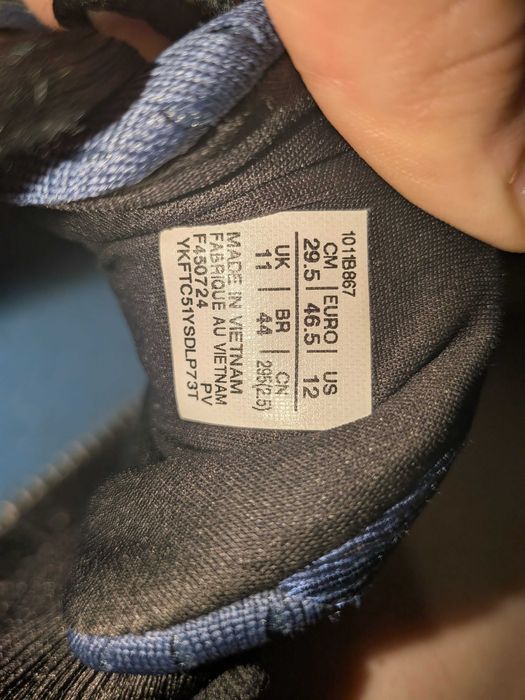 1011B867
CM | EURO | US
29.5 | 46.5 | 12
UK | BR | CN
11 | 44 | 295(2.5)
MADE IN VIETNAM
FABRIQUE AU VIETNAM
F450724 PV
YKFTC51YSDLP73T